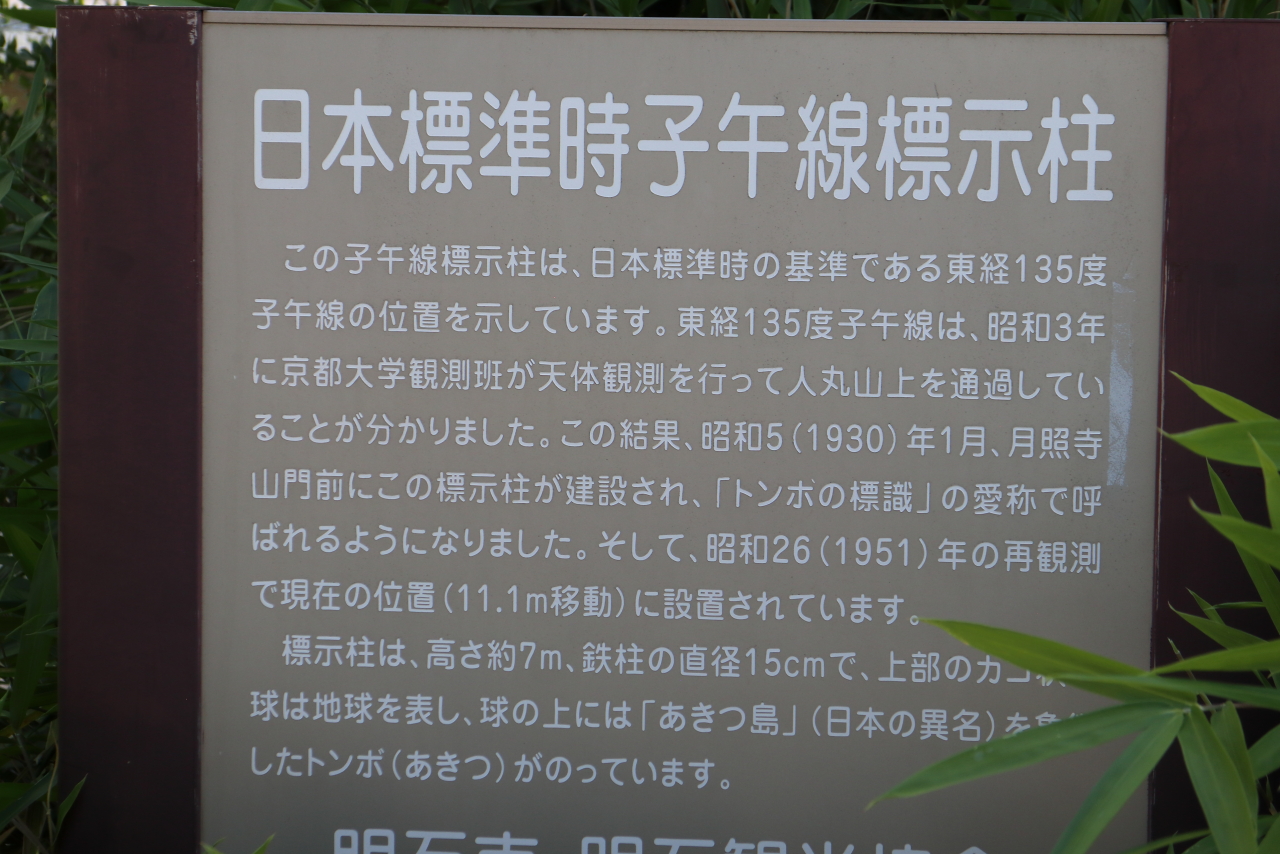 日本標準時子午線標示柱
この子午線標示柱は、日本標準時の基準である東経135度
子午線の位置を示しています。東経135度子午線は、昭和3年
に京都大学観測班が天体観測を行って人丸山上を通過してい
ることが分かりました。この結果、昭和5(1930)年1月、月照寺
山門前にこの標示柱が建設され、「トンボの標識」の愛称で呼
ばれるようになりました。そして、昭和26(1951)年の再観測
で現在の位置(11.1m移動)に設置されています。
標示柱は、高さ約7m、鉄柱の直径15cmで、上部のカゴ状
球は地球を表し、球の上には「あきつ島」(日本の異名)を
したトンボ(あきつ)がのっています。
明石市 明石観光協会